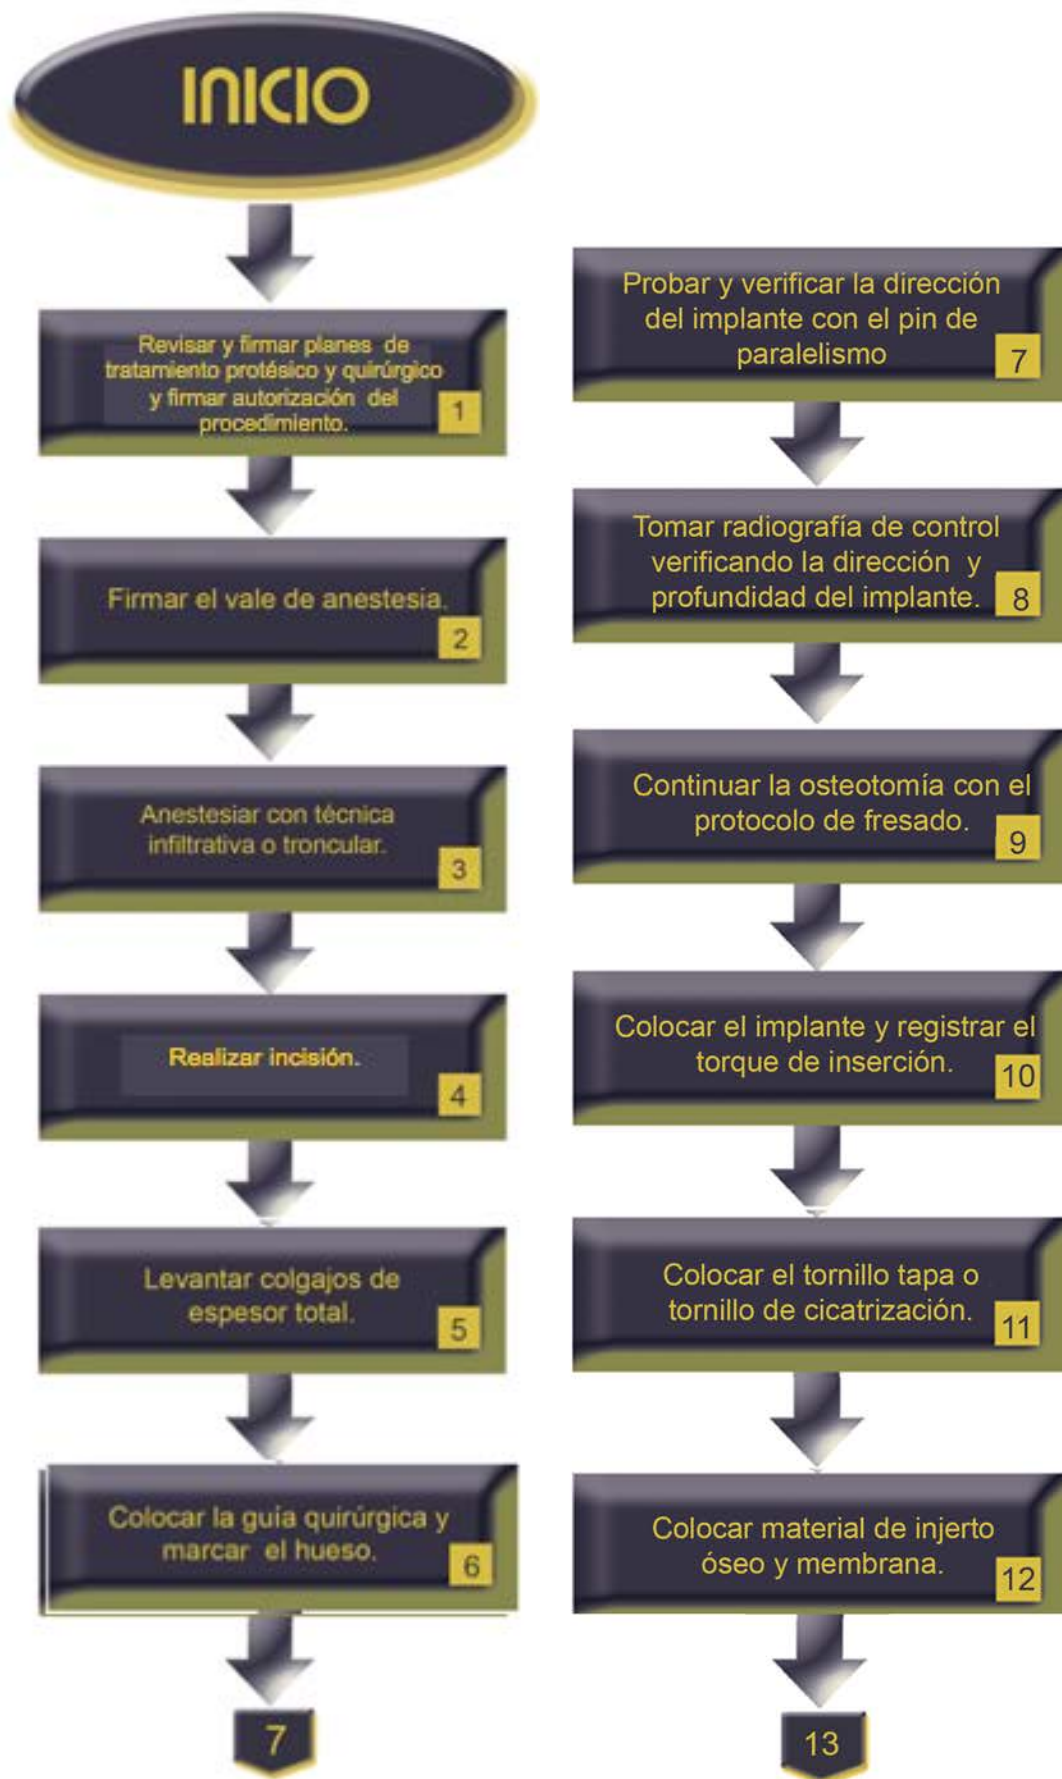 INICIO
Revisar y firmar planes de
tratamiento protésico y quirúrgico
y firmar autorización del
procedimiento.
1
Firmar el vale de anestesia.
2
Anestesiar con técnica
infiltrativa o troncular.
3
Realizar incisión.
4
Levantar colgajos de
espesor total.
5
Colocar la guía quirúrgica y
marcar el hueso.
6
7
Probar y verificar la dirección
del implante con el pin de
paralelismo
7
Tomar radiografía de control
verificando la dirección y
profundidad del implante.
8
Continuar la osteotomía con el
protocolo de fresado.
9
Colocar el implante y registrar el
torque de inserción.
10
Colocar el tornillo tapa o
tornillo de cicatrización.
11
Colocar material de injerto
óseo y membrana.
12
13